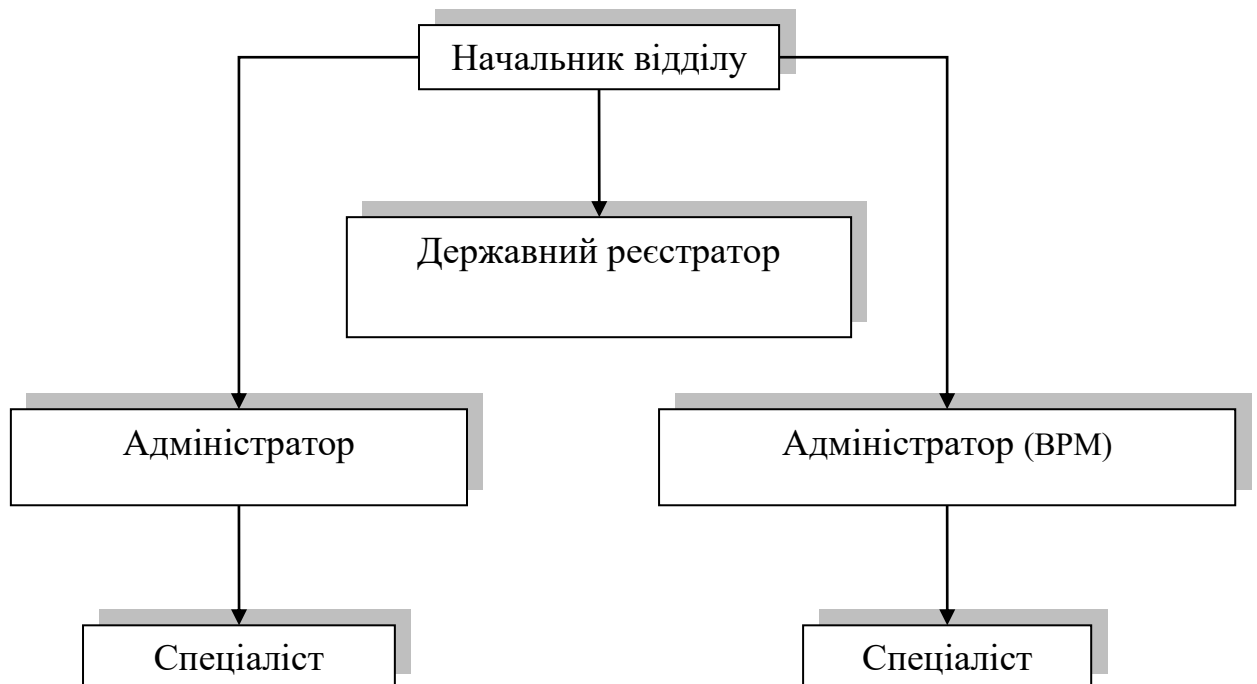 Начальник відділу
Державний реєстратор
Адміністратор
Адміністратор (ВРМ)
Спеціаліст
Спеціаліст